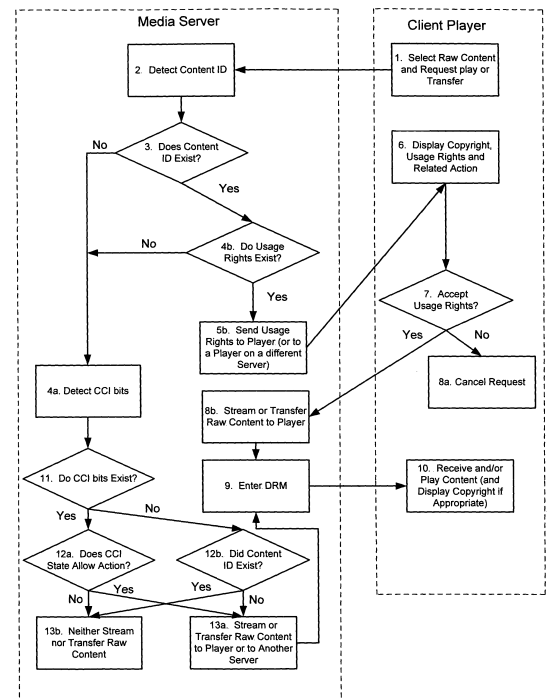 Media Server
Client Player
1. Select Raw Content
and Request play or
Transfer
2. Detect Content ID
3. Does Content
ID Exist?
No
Yes
6. Display Copyright,
Usage Rights and
Related Action
4b. Do Usage
Rights Exist?
No
Yes
5b. Send Usage
Rights to Player (or to
a Player on a different
Server)
7. Accept
Usage Rights?
Yes
No
8a. Cancel Request
4a. Detect CCI bits
8b. Stream or Transfer
Raw Content to Player
11. Do CCI bits Exist?
9. Enter DRM
10. Receive and/or
Play Content (and
Display Copyright if
Appropriate)
Yes
No
12a. Does CCI
State Allow Action?
12b. Did Content
ID Exist?
No
Yes
Yes
No
13b. Neither Stream
nor Transfer Raw
Content
13a. Stream or
Transfer Raw Content
to Player or to Another
Server